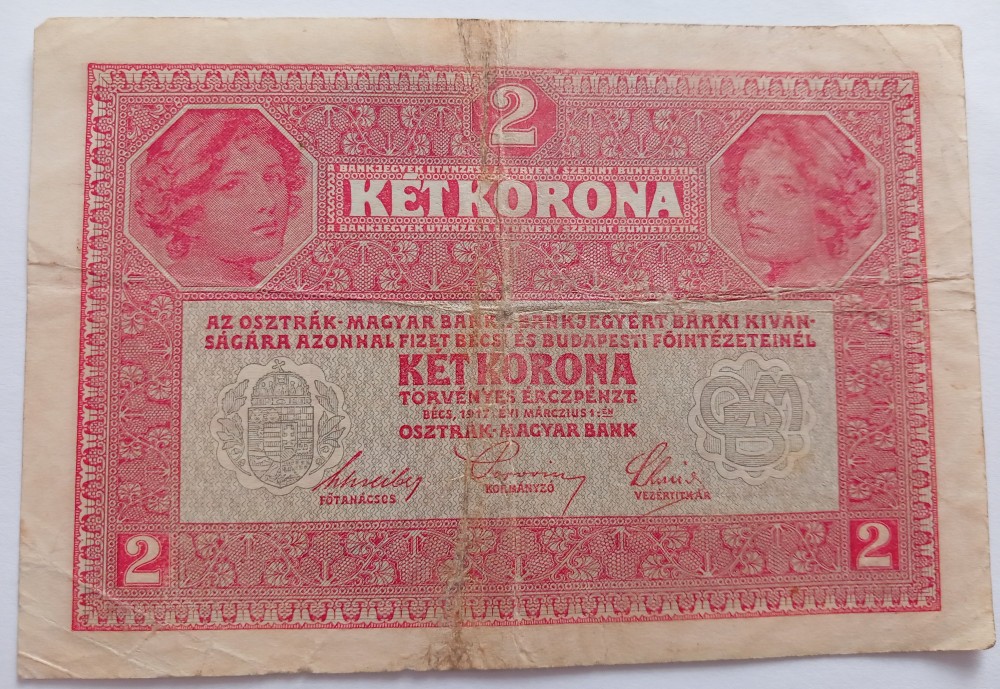 2
BANKJEGYEK UTÁNZÁSA A TÖRVÉNY SZERINT BÜNTETTETIK
KÉT KORONA
A BANKJEGYEK UTÁNZÁSA A TÖRVÉNY SZERINT BÜNTETTETIK
AZ OSZTRÁK-MAGYAR BANK E BANKJEGYÉRT BÁRKI KIVÁN-
SÁGÁRA AZONNAL FIZET BÉCSI ÉS BUDAPESTI FŐINTÉZETEINÉL
KÉT KORONA
TÖRVÉNYES ÉRCZPÉNZT.
BÉCS, 1917 ÉVI MÁRCZIUS 1:ÉN
OSZTRÁK-MAGYAR BANK
FŐTANÁCSOS
KORMÁNYZÓ
VEZÉRTITKÁR
2
2